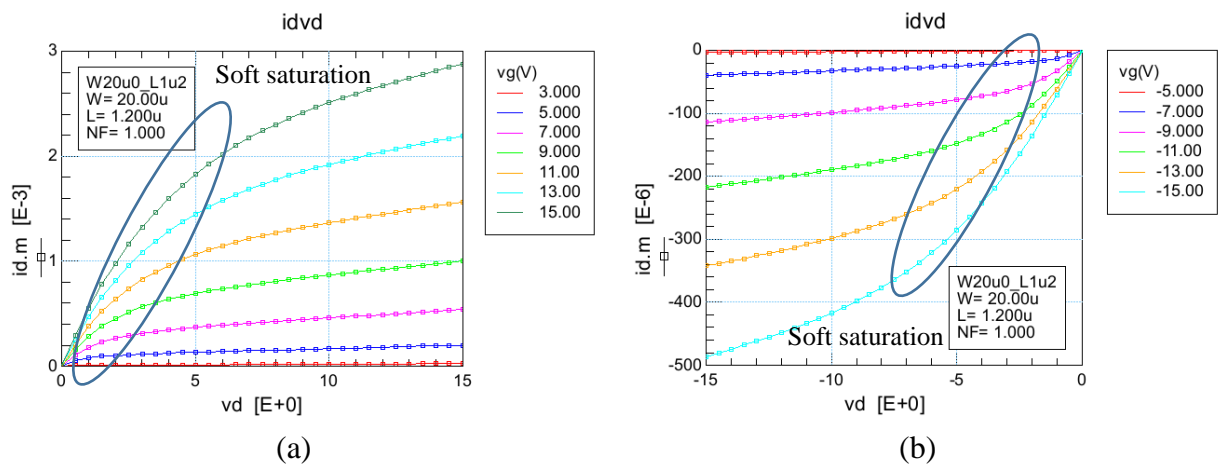 idvd
3
2
1
0
id.m [E-3]
0
5
10
15
vd [E+0]
W20u0_L1u2
W= 20.00u
L= 1.200u
NF= 1.000
Soft saturation
vg(V)
3.000
5.000
7.000
9.000
11.00
13.00
15.00
(a)
idvd
0
-100
-200
-300
-400
-500
id.m [E-6]
-15
-10
-5
0
vd [E+0]
Soft saturation
W20u0_L1u2
W= 20.00u
L= 1.200u
NF= 1.000
vg(V)
-5.000
-7.000
-9.000
-11.00
-13.00
-15.00
(b)